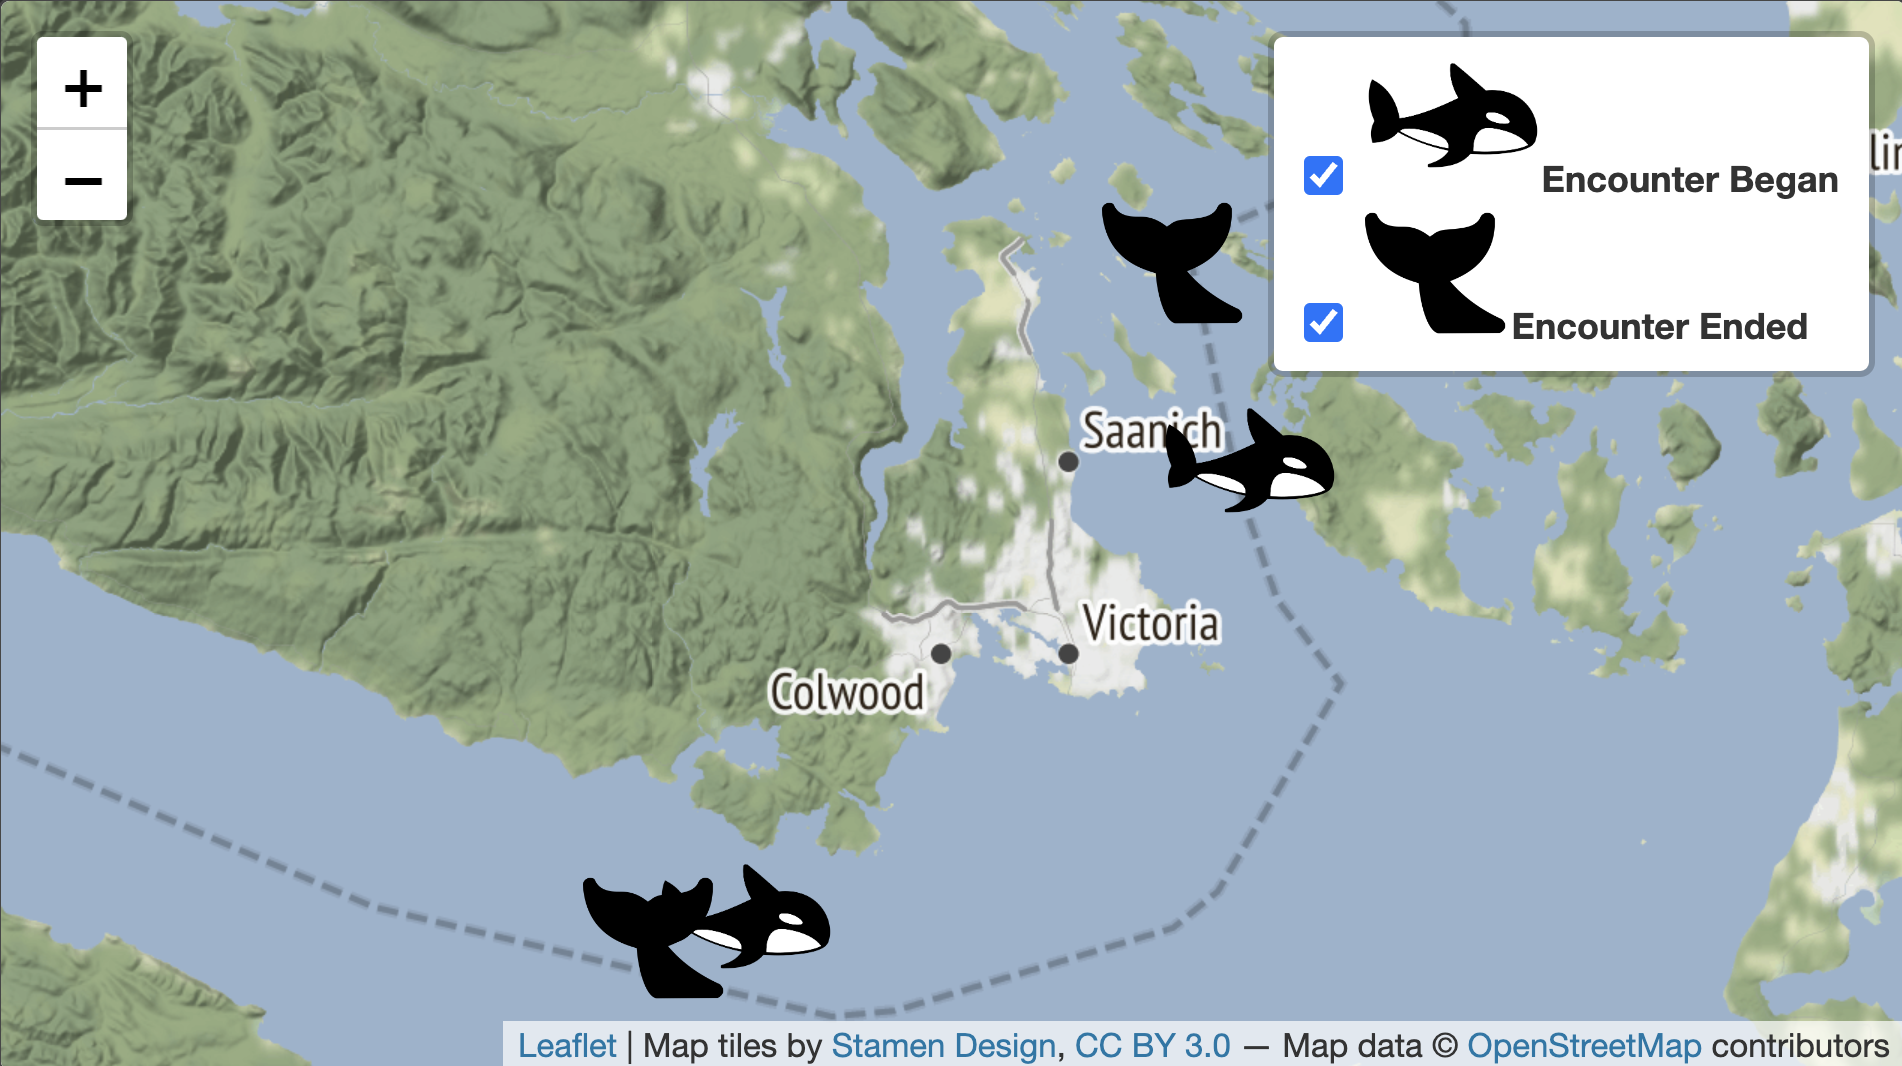 +
−
Encounter Began
Encounter Ended
Saanich
Victoria
Colwood
Leaflet | Map tiles by Stamen Design, CC BY 3.0 — Map data © OpenStreetMap contributors